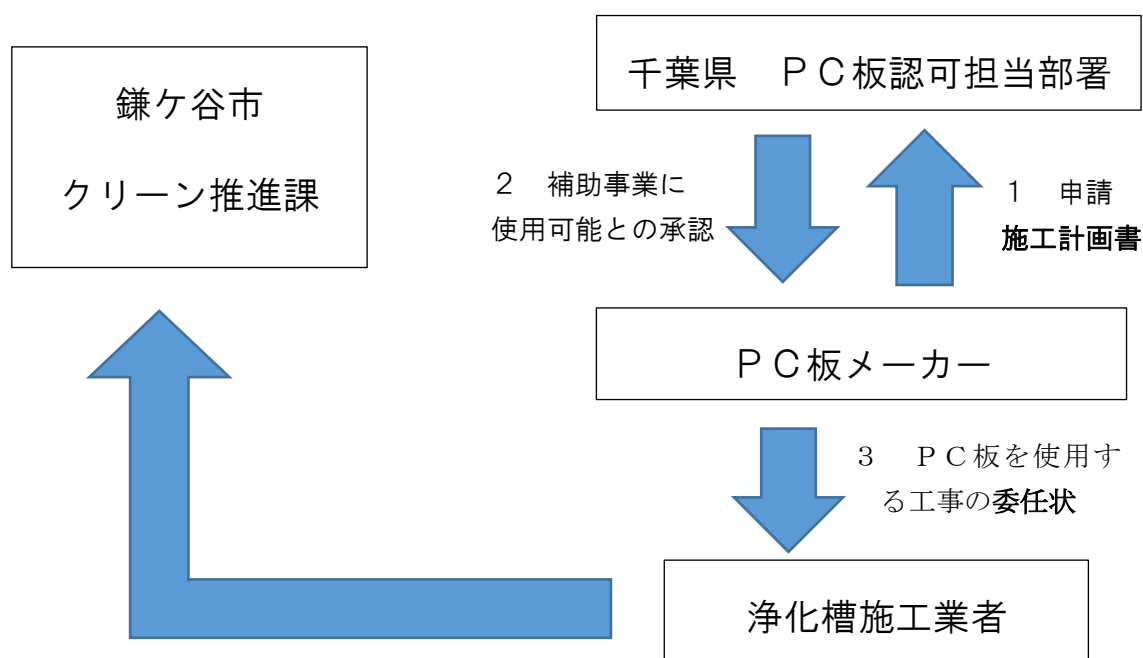 鎌ケ谷市
クリーン推進課
千葉県　ＰＣ板認可担当部署
２　補助事業に
使用可能との承認
１　申請
施工計画書
ＰＣ板メーカー
３　ＰＣ板を使用す
る工事の委任状
浄化槽施工業者